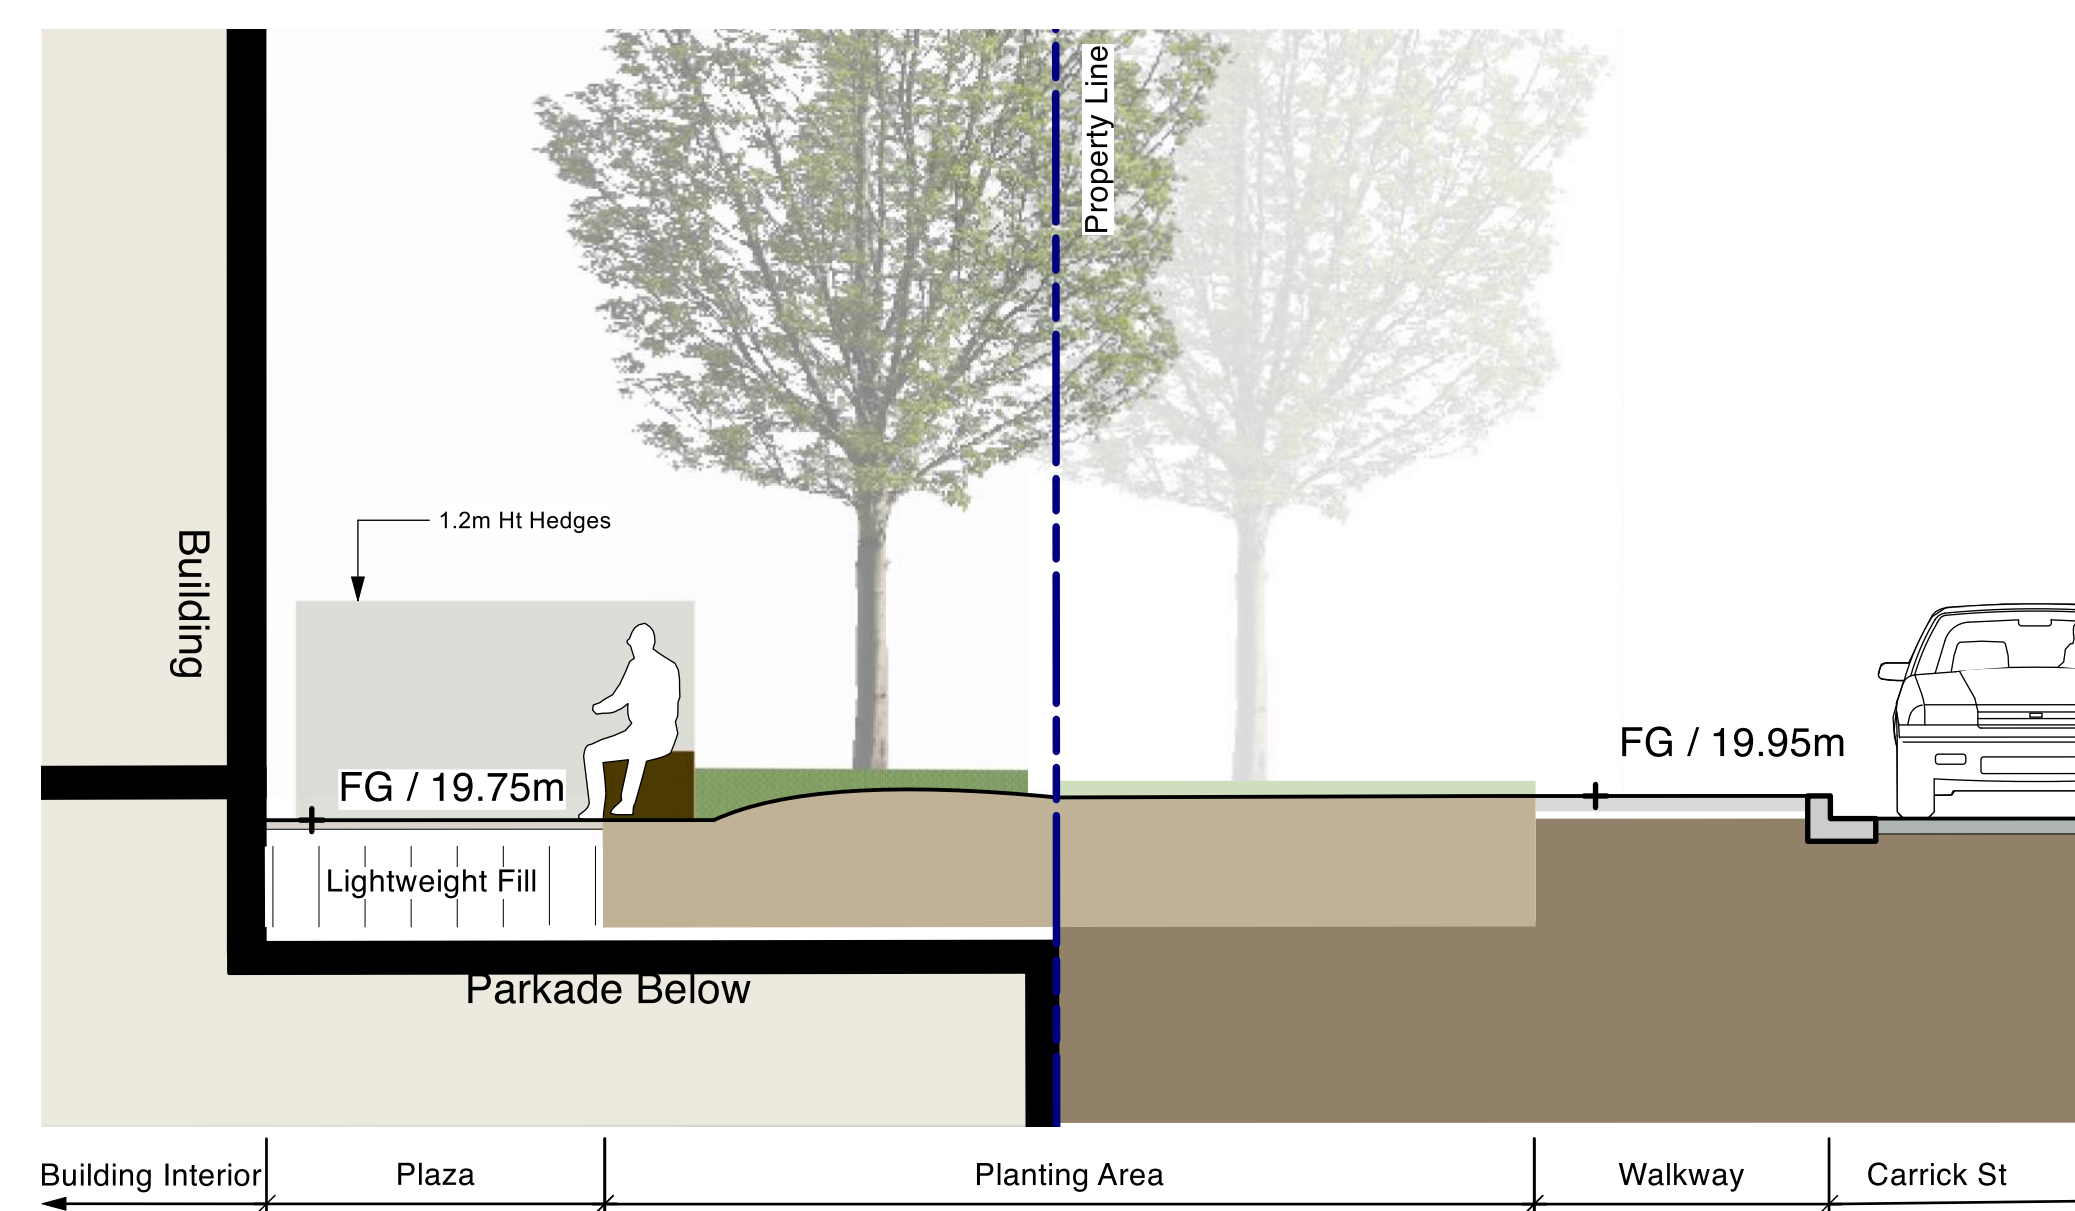 Property Line
1.2m Ht Hedges
Building
FG / 19.75m
FG / 19.95m
Lightweight Fill
Parkade Below
Building Interior
Plaza
Planting Area
Walkway
Carrick St